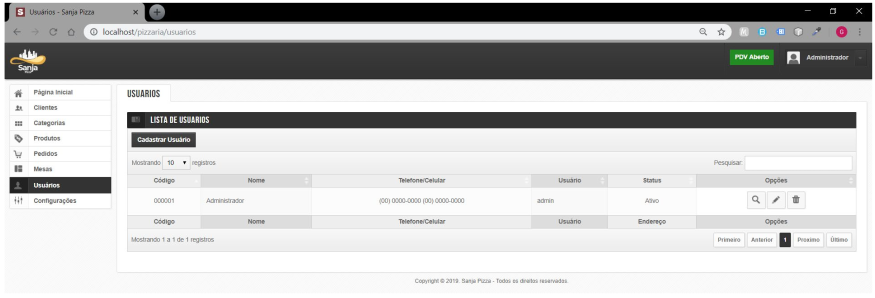 Usuários - Sanja Pizza
localhost/pizzaria/usuarios
Sanja
PDV Aberto
Administrador
Página Inicial
Clientes
Categorias
Produtos
Pedidos
Mesas
Usuários
Configurações
USUARIOS
LISTA DE USUARIOS
Cadastrar Usuário
Mostrando 10 registros
Pesquisar:
Código Nome Telefone/Celular Usuário Status Opções
000001 Administrador (00) 0000-0000 (00) 0000-0000 admin Ativo
Código Nome Telefone/Celular Usuário Endereço Opções
Mostrando 1 a 1 de 1 registros
Primeiro Anterior 1 Proximo Último
Copyright © 2019 Sanja Pizza - Todos os direitos reservados.